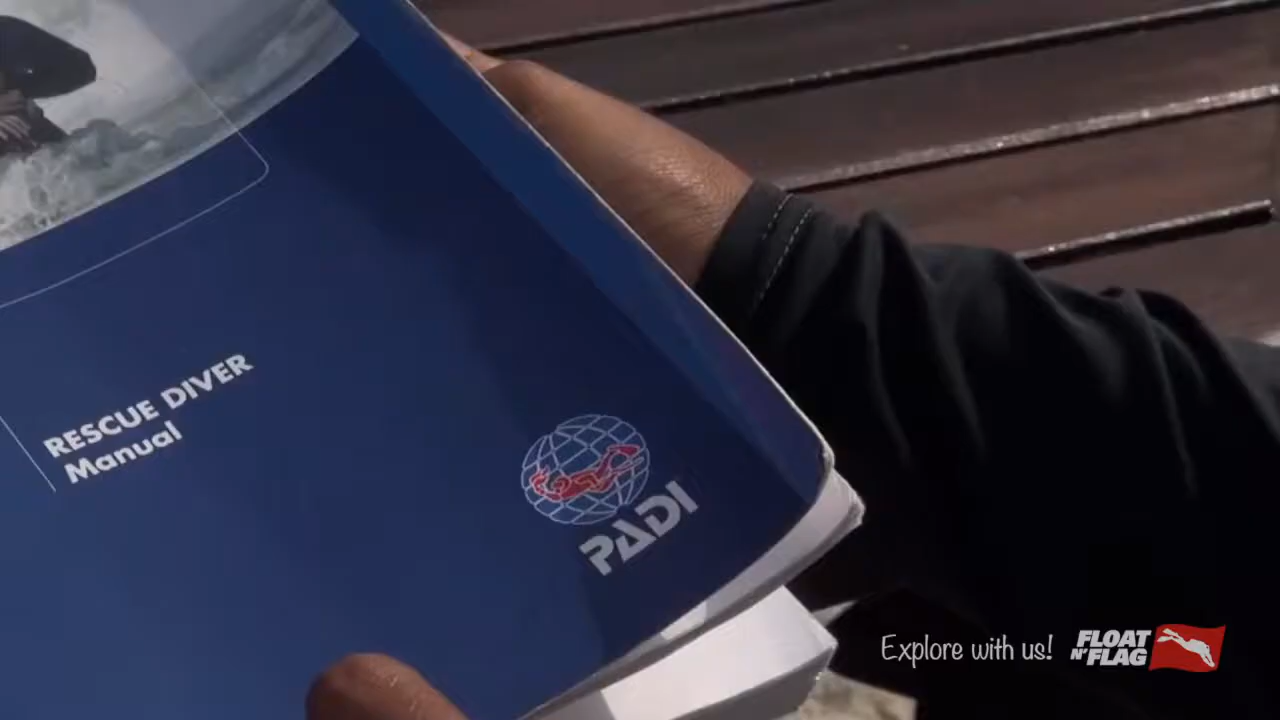 RESCUE DIVER
Manual
PADI
Explore with us!
FLOAT
N' FLAG